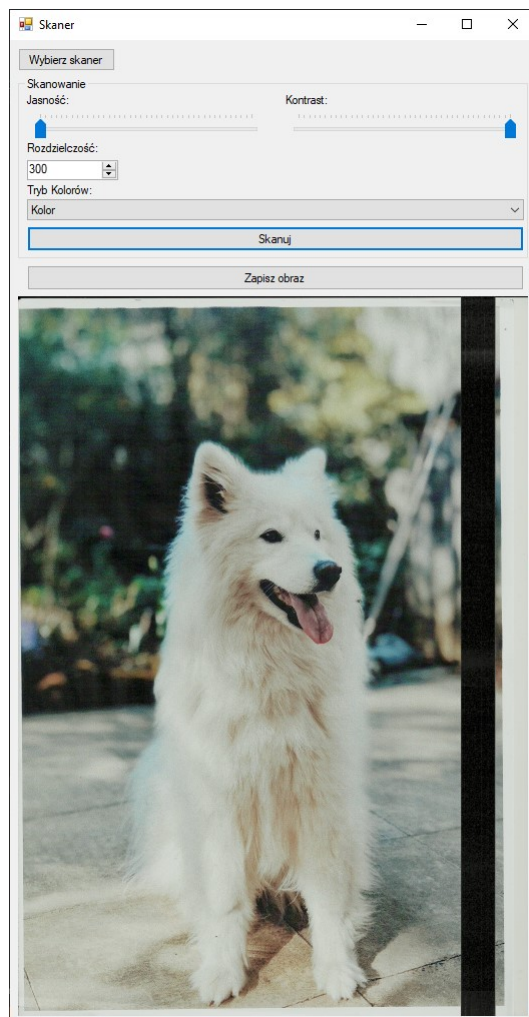 Skaner
Wybierz skaner
Skanowanie
Jasność:
Kontrast:
Rozdzielczość:
300
Tryb Kolorów:
Kolor
Skanuj
Zapisz obraz